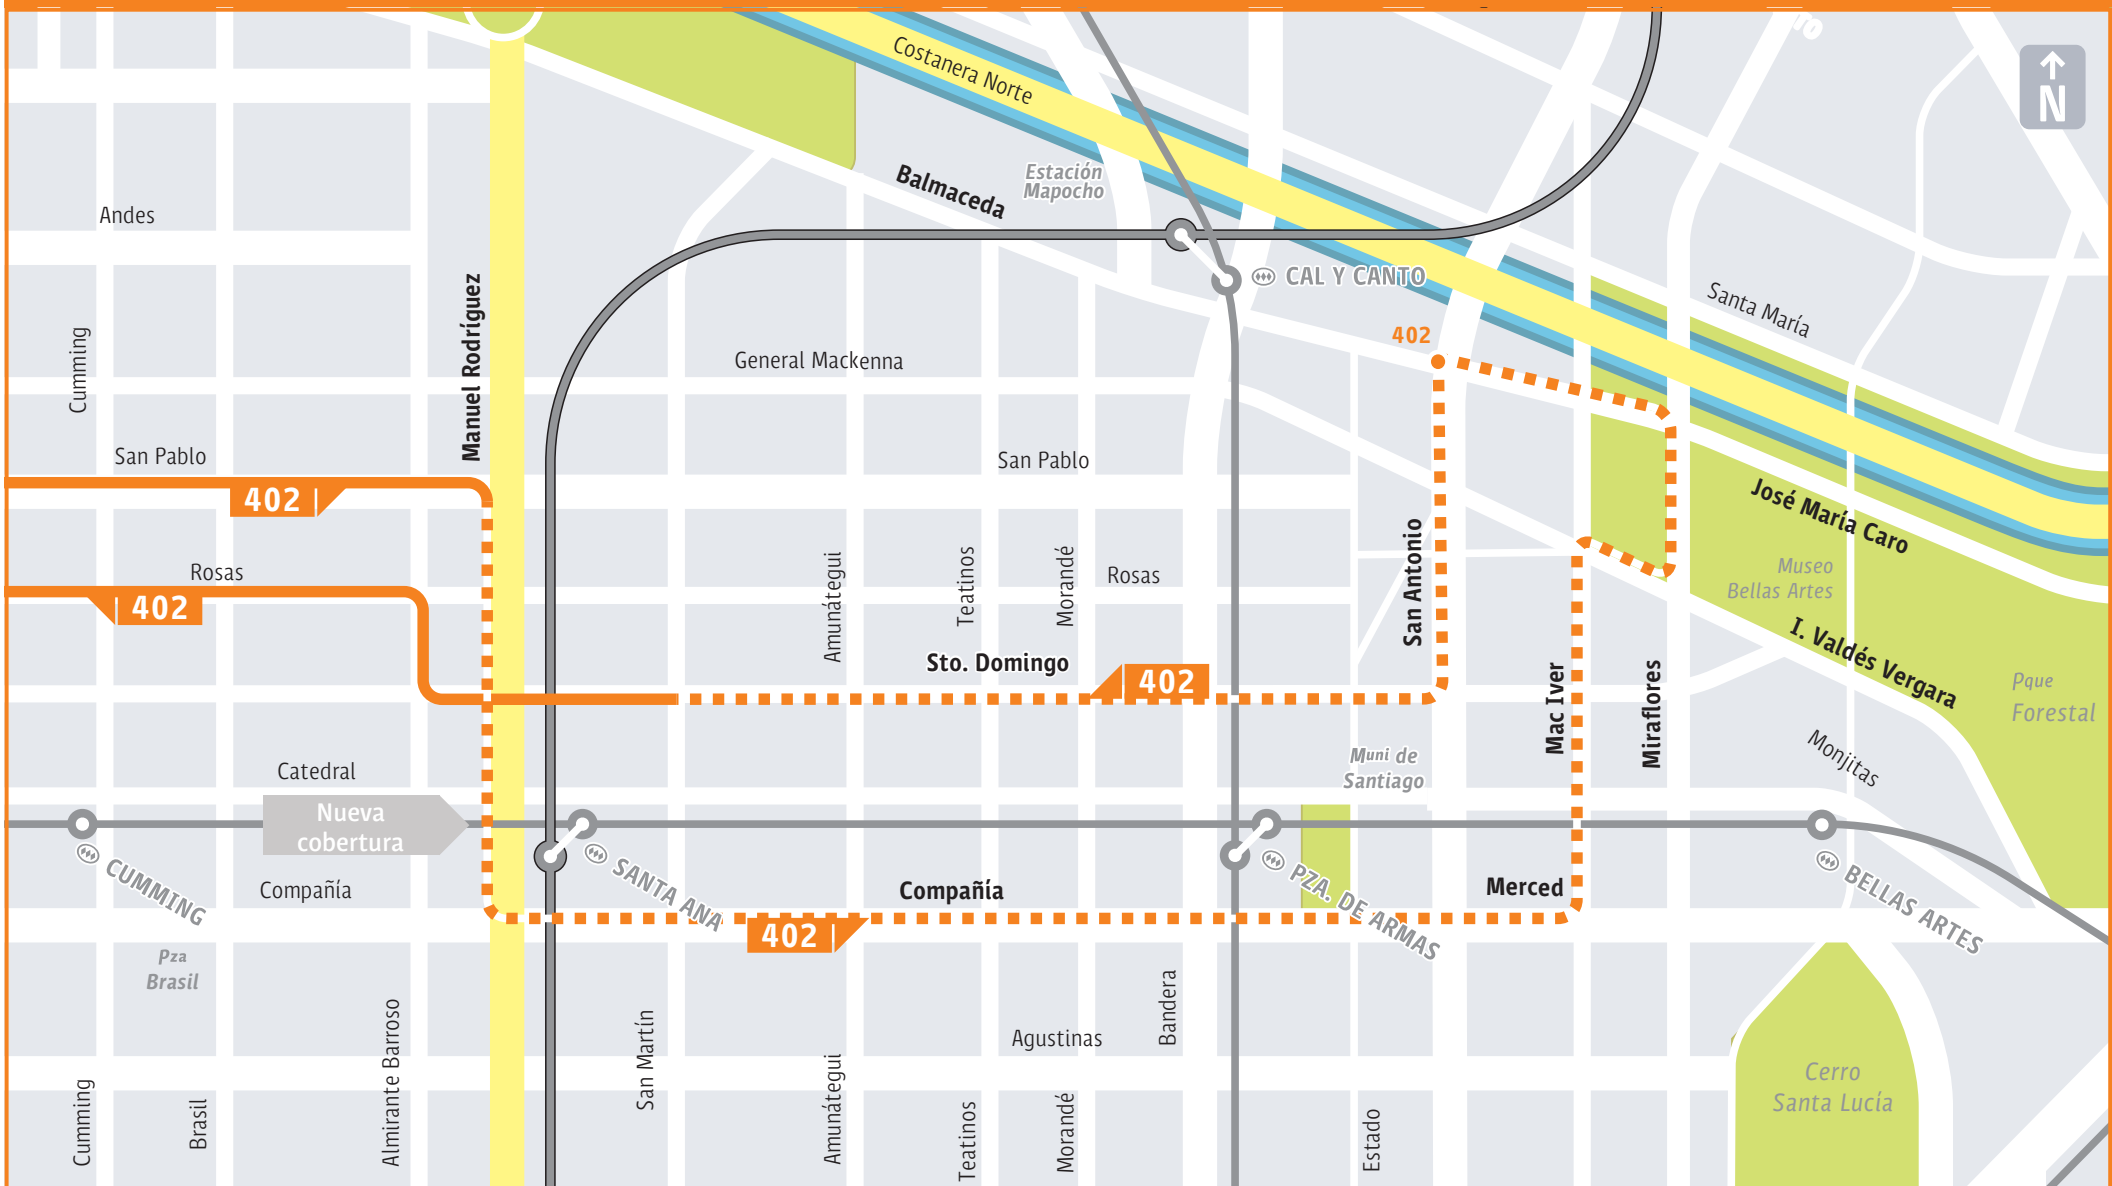 Costanera Norte
N
Balmaceda
Estación
Mapocho
Andes
CAL Y CANTO
Santa María
Manuel Rodríguez
Cumming
402
General Mackenna
San Pablo
San Pablo
402
José María Caro
San Antonio
Rosas
402
Amunátegui
Teatinos
Morandé
Rosas
Museo
Bellas Artes
I. Valdés Vergara
Sto. Domingo
402
Mac Iver
Miraflores
Pque
Forestal
Catedral
Muni de
Santiago
Monjitas
Nueva
cobertura
CUMMING
SANTA ANA
PZA. DE ARMAS
BELLAS ARTES
Compañía
Compañía
Merced
402
Pza
Brasil
Almirante Barroso
San Martín
Bandera
Agustinas
Cumming
Brasil
Amunátegui
Teatinos
Morandé
Estado
Cerro
Santa Lucía